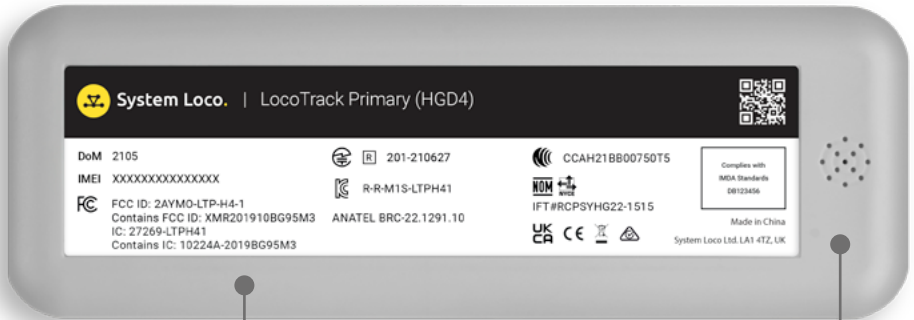 System Loco. | LocoTrack Primary (HGD4)
DoM 2105
IMEI XXXXXXXXXXXXXXX
FC FCC ID: 2AYMO-LTP-H4-1
Contains FCC ID: XMR201910BG95M3
IC: 27269-LTPH41
Contains IC: 10224A-2019BG95M3
R 201-210627
R-R-M1S-LTPH41
ANATEL BRC-22.1291.10
CCAH21BB00750T5
NOM NYCE
IFT#RCPSYHG22-1515
UK CA CE
Complies with
IMDA Standards
DB123456
Made in China
System Loco Ltd. LA1 4TZ, UK